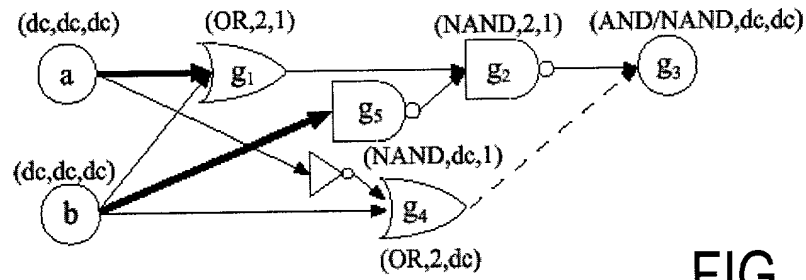 (dc,dc,dc) (OR,2,1) (NAND,2,1) (AND/NAND,dc,dc)
a g₁ g₂ g₃
g₅
(dc,dc,dc) (NAND,dc,1)
b g₄
(OR,2,dc)
FIG